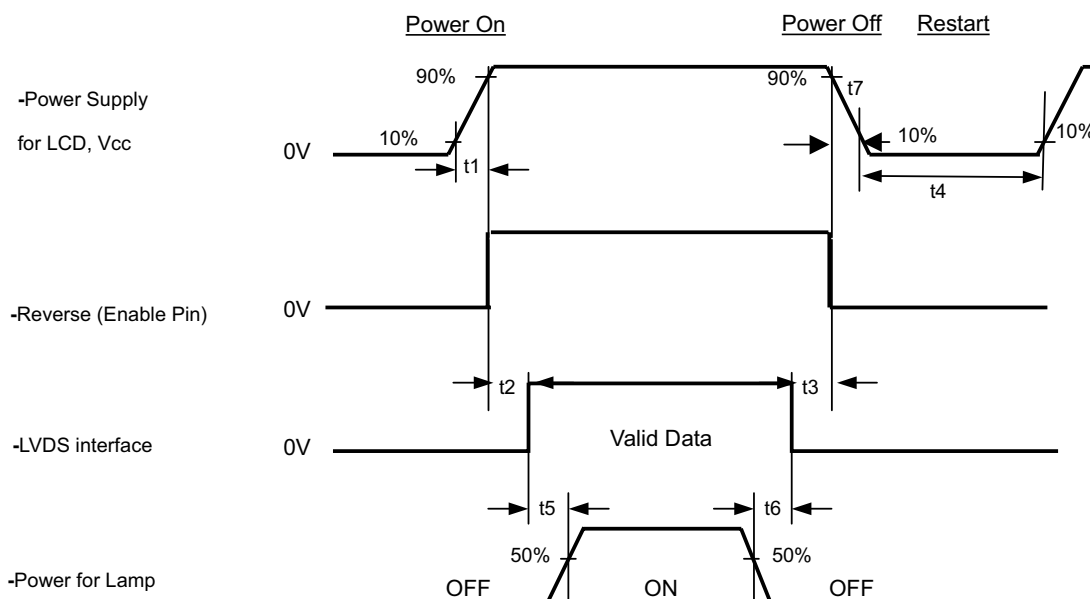 Power On
Power Off
Restart
90%
90%
t7
-Power Supply
for LCD, Vcc
10%
10%
10%
0V
t1
t4
-Reverse (Enable Pin)
0V
t2
t3
-LVDS interface
0V
Valid Data
t5
t6
50%
50%
-Power for Lamp
OFF
ON
OFF